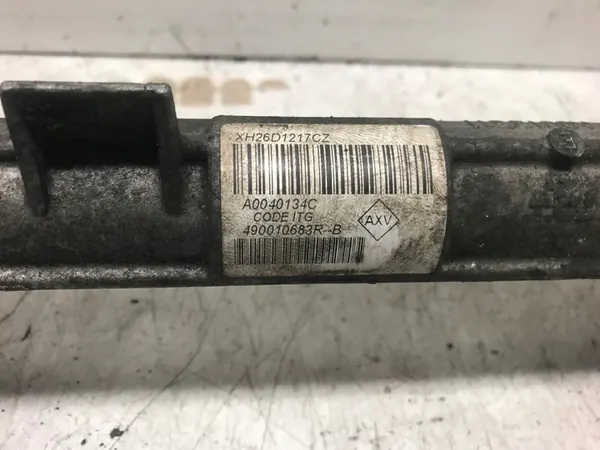 XH26D1217CZ
A0040134C
CODE ITG
AXV
490010683R--B